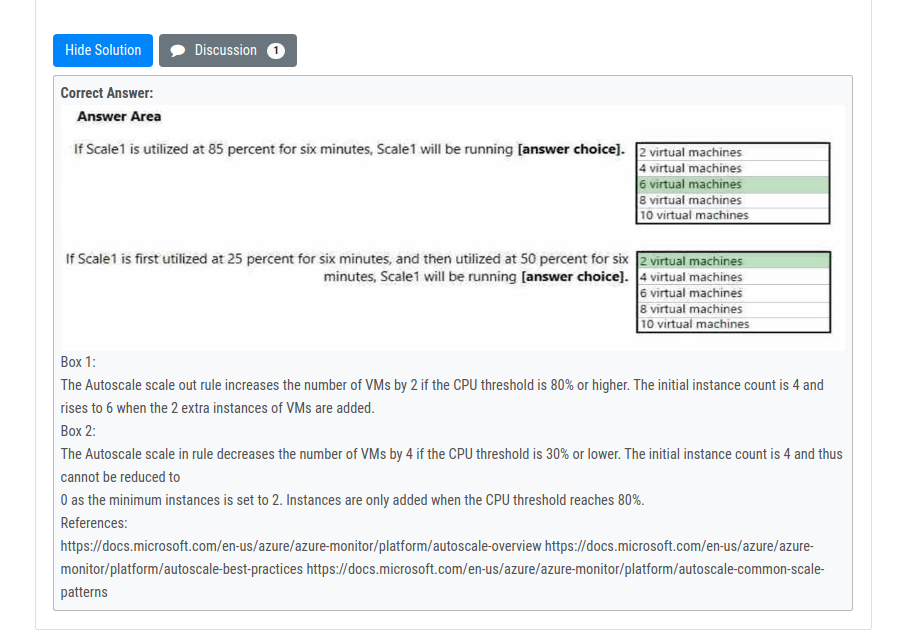 Hide Solution
Discussion 1
Correct Answer:
Answer Area
If Scale1 is utilized at 85 percent for six minutes, Scale1 will be running [answer choice].
2 virtual machines
4 virtual machines
6 virtual machines
8 virtual machines
10 virtual machines
If Scale1 is first utilized at 25 percent for six minutes, and then utilized at 50 percent for six
minutes, Scale1 will be running [answer choice].
2 virtual machines
4 virtual machines
6 virtual machines
8 virtual machines
10 virtual machines
Box 1:
The Autoscale scale out rule increases the number of VMs by 2 if the CPU threshold is 80% or higher. The initial instance count is 4 and
rises to 6 when the 2 extra instances of VMs are added.
Box 2:
The Autoscale scale in rule decreases the number of VMs by 4 if the CPU threshold is 30% or lower. The initial instance count is 4 and thus
cannot be reduced to
0 as the minimum instances is set to 2. Instances are only added when the CPU threshold reaches 80%.
References:
https://docs.microsoft.com/en-us/azure/azure-monitor/platform/autoscale-overview https://docs.microsoft.com/en-us/azure/azure-
monitor/platform/autoscale-best-practices https://docs.microsoft.com/en-us/azure/azure-monitor/platform/autoscale-common-scale-
patterns